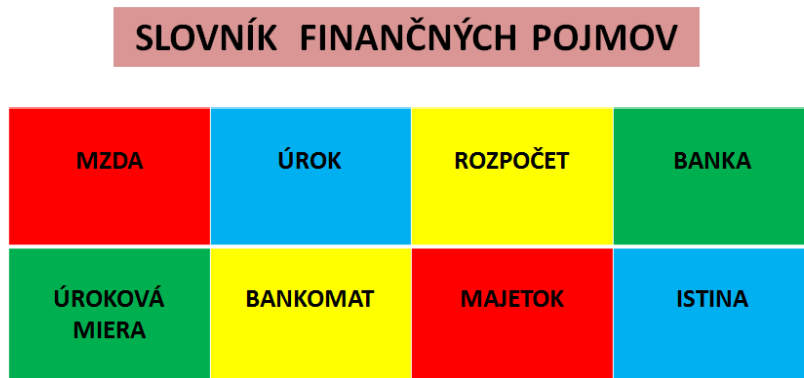 SLOVNÍK FINANČNÝCH POJMOV
MZDA
ÚROK
ROZPOČET
BANKA
ÚROKOVÁ
MIERA
BANKOMAT
MAJETOK
ISTINA